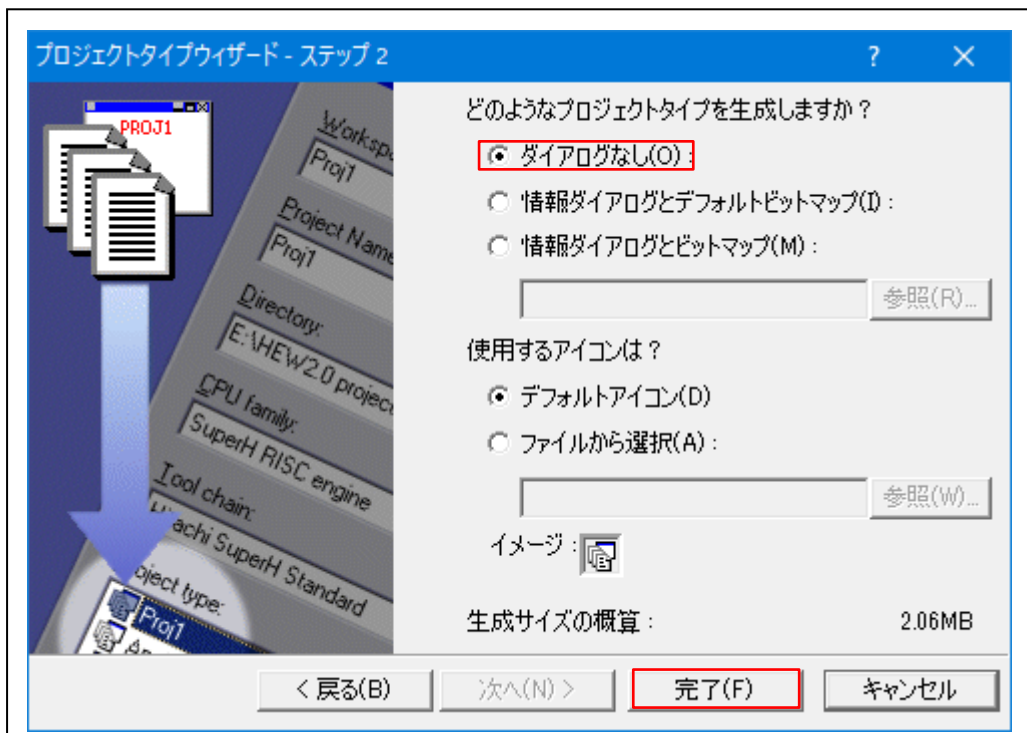 プロジェクトタイプウィザード - ステップ 2
?
PROJ1
Proj1
Project Name
Proj1
Directory:
E:\HEW2.0 projec
CPU family:
SuperH RISC engine
Tool chain:
Hitachi SuperH Standard
oject type:
Proj1
どのようなプロジェクトタイプを生成しますか？
ダイアログなし(O) :
情報ダイアログとデフォルトビットマップ(I) :
情報ダイアログとビットマップ(M) :
参照(R)...
使用するアイコンは？
デフォルトアイコン(D)
ファイルから選択(A) :
参照(W)...
イメージ :
生成サイズの概算 :
2.06MB
< 戻る(B)
次へ(N) >
完了(F)
キャンセル